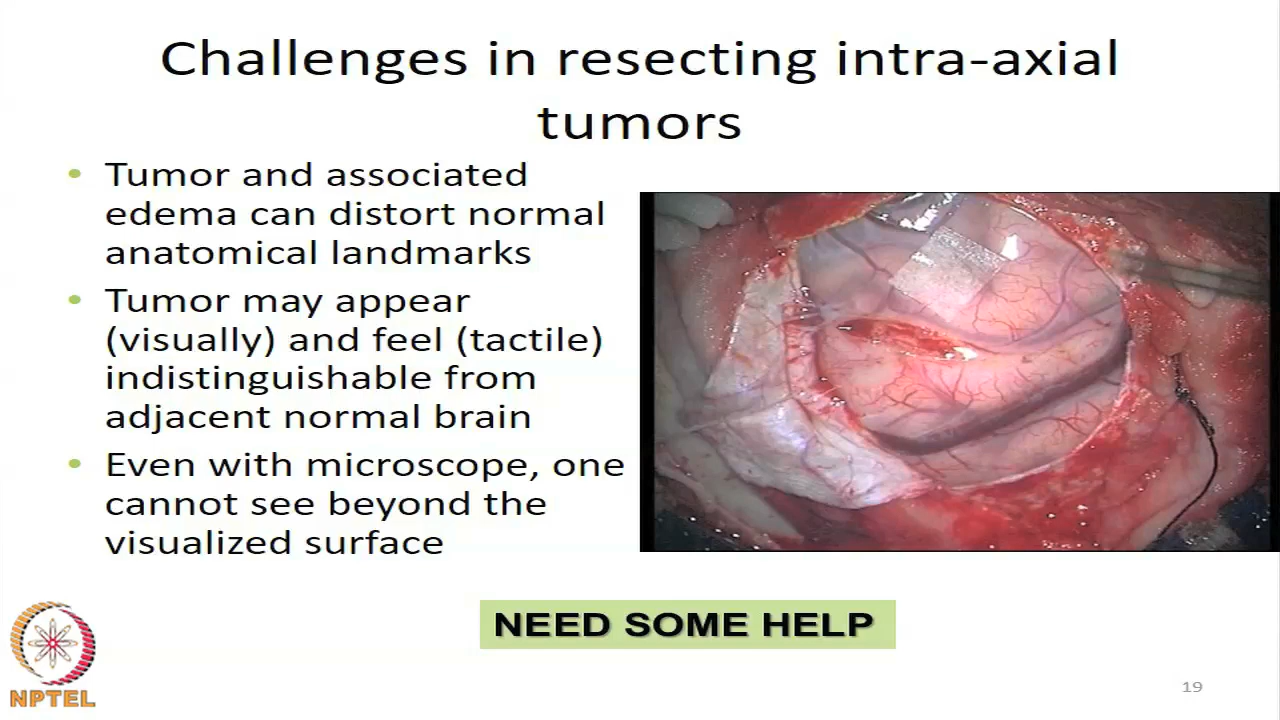 Challenges in resecting intra-axial
tumors
• Tumor and associated
edema can distort normal
anatomical landmarks
• Tumor may appear
(visually) and feel (tactile)
indistinguishable from
adjacent normal brain
• Even with microscope, one
cannot see beyond the
visualized surface
NEED SOME HELP
NPTEL
19